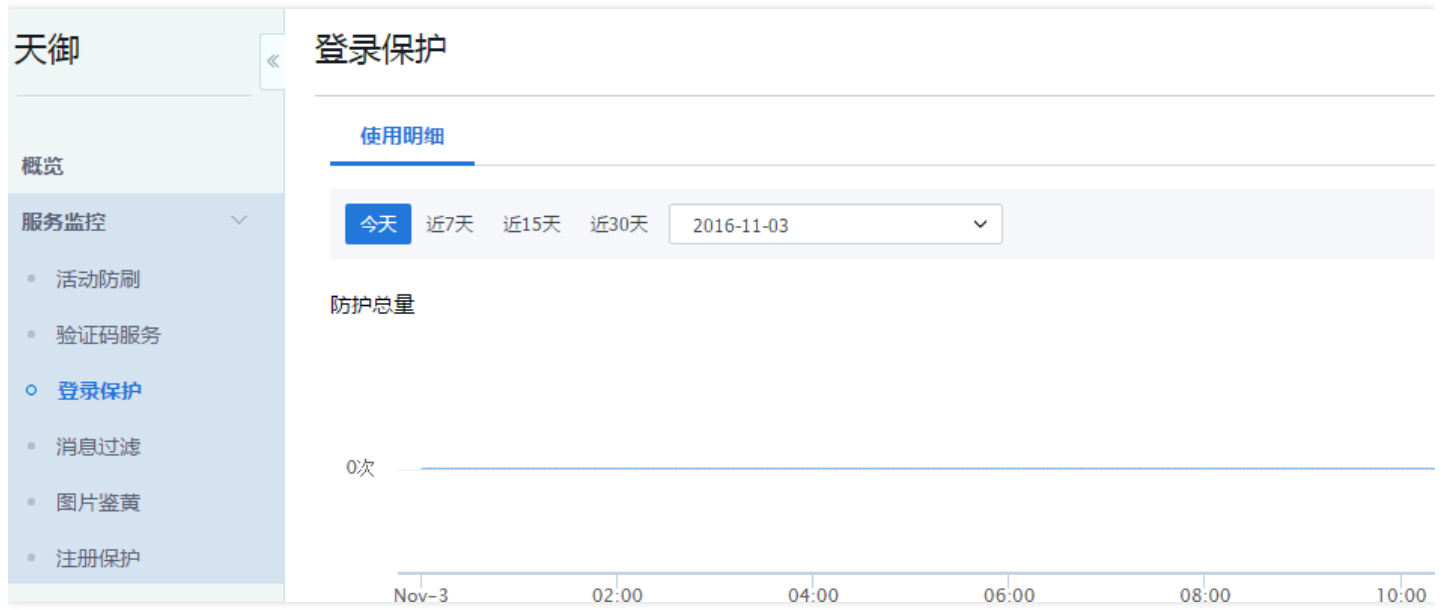 天御
«
概览
服务监控
活动防刷
验证码服务
登录保护
消息过滤
图片鉴黄
注册保护
登录保护
使用明细
今天 近7天 近15天 近30天 2016-11-03
防护总量
0次
Nov-3 02:00 04:00 06:00 08:00 10:00